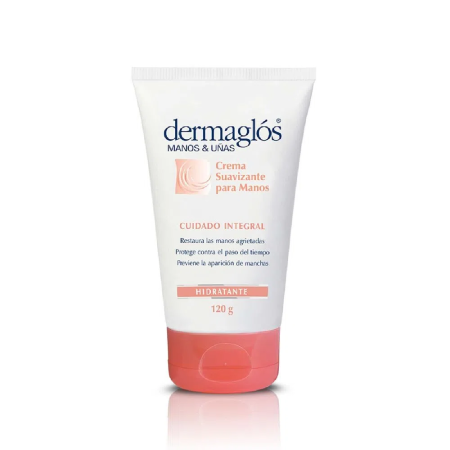 dermaglós®
MANOS & UÑAS
Crema
Suavizante
para Manos
CUIDADO INTEGRAL
Restaura las manos agrietadas
Protege contra el paso del tiempo
Previene la aparición de manchas
HIDRATANTE
120 g